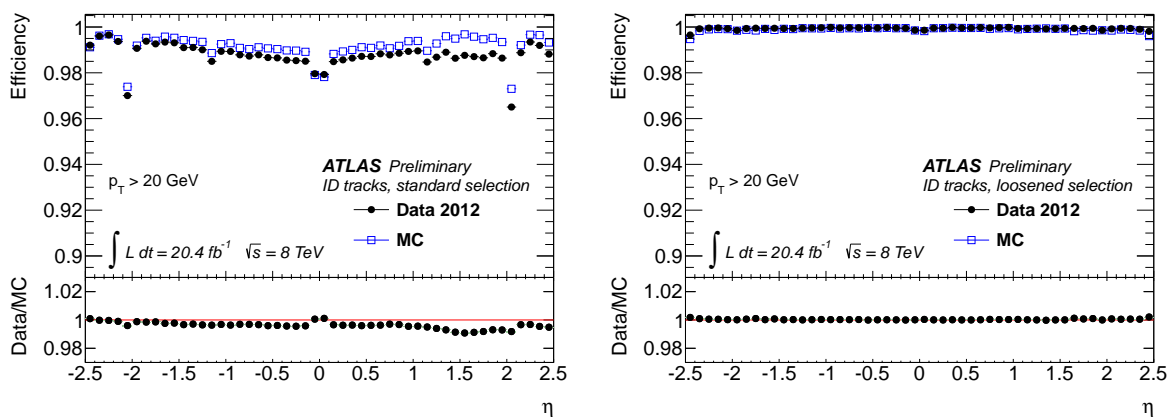 Efficiency
1
0.98
0.96
0.94
0.92
0.9
ATLAS Preliminary
ID tracks, standard selection
p_T > 20 GeV
Data 2012
MC
∫ L dt = 20.4 fb⁻¹ √s = 8 TeV
Data/MC
1.02
1
0.98
-2.5 -2 -1.5 -1 -0.5 0 0.5 1 1.5 2 2.5
η
Efficiency
1
0.98
0.96
0.94
0.92
0.9
ATLAS Preliminary
ID tracks, loosened selection
p_T > 20 GeV
Data 2012
MC
∫ L dt = 20.4 fb⁻¹ √s = 8 TeV
Data/MC
1.02
1
0.98
-2.5 -2 -1.5 -1 -0.5 0 0.5 1 1.5 2 2.5
η